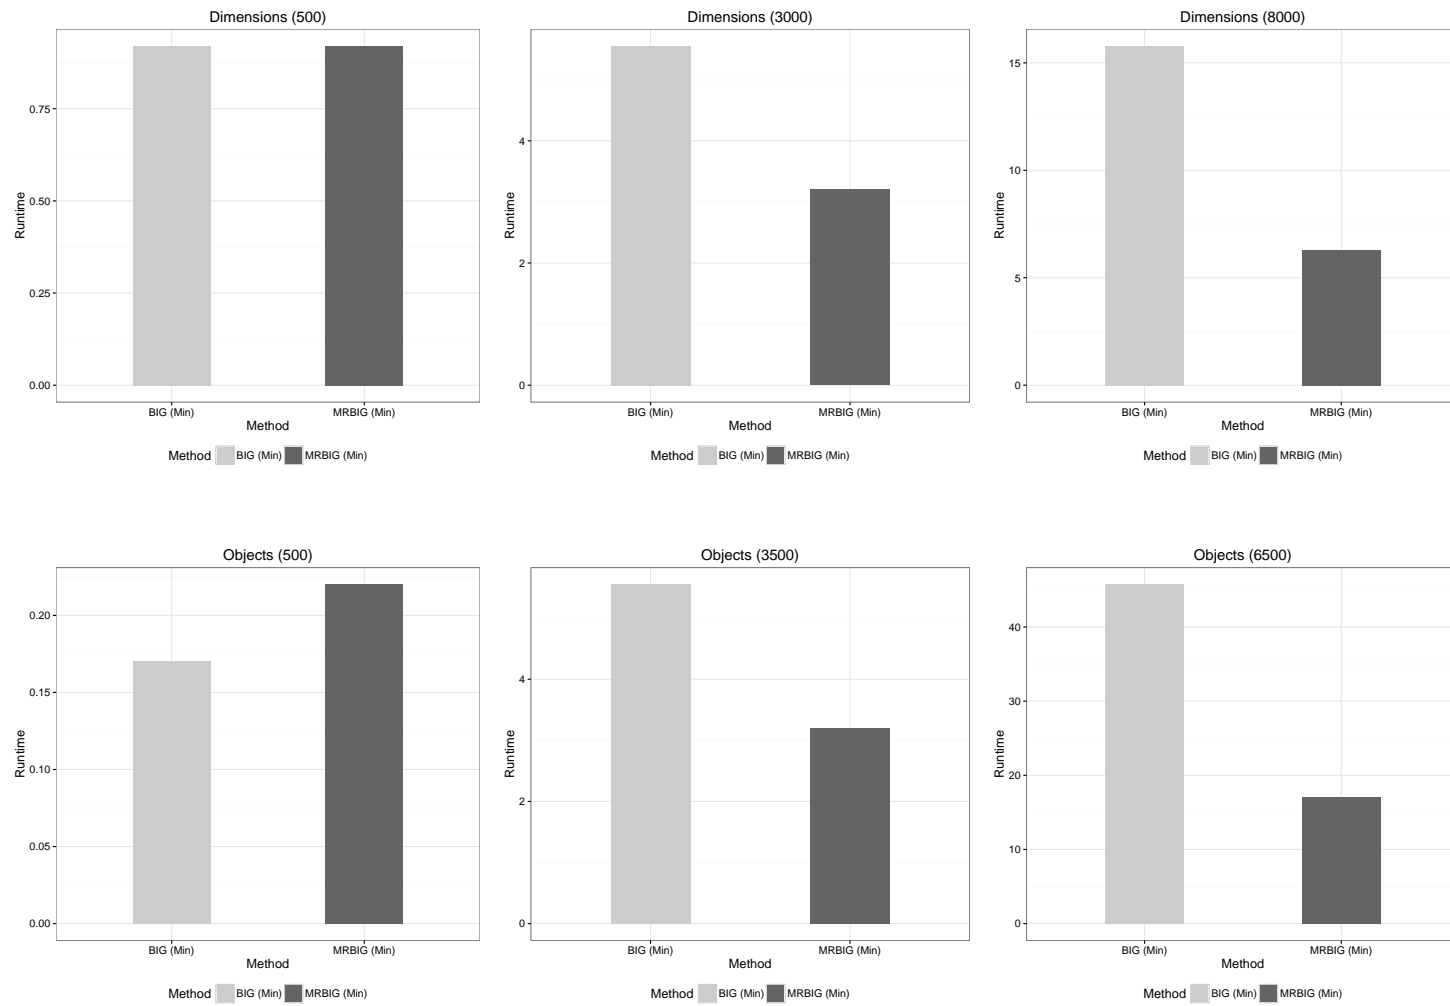 Dimensions (500)
0.75
0.50
0.25
0.00
Runtime
BIG (Min) MRBIG (Min)
Method
Method BIG (Min) MRBIG (Min)
Dimensions (3000)
4
2
0
Runtime
BIG (Min) MRBIG (Min)
Method
Method BIG (Min) MRBIG (Min)
Dimensions (8000)
15
10
5
0
Runtime
BIG (Min) MRBIG (Min)
Method
Method BIG (Min) MRBIG (Min)
Objects (500)
0.20
0.15
0.10
0.05
0.00
Runtime
BIG (Min) MRBIG (Min)
Method
Method BIG (Min) MRBIG (Min)
Objects (3500)
4
2
0
Runtime
BIG (Min) MRBIG (Min)
Method
Method BIG (Min) MRBIG (Min)
Objects (6500)
40
30
20
10
0
Runtime
BIG (Min) MRBIG (Min)
Method
Method BIG (Min) MRBIG (Min)